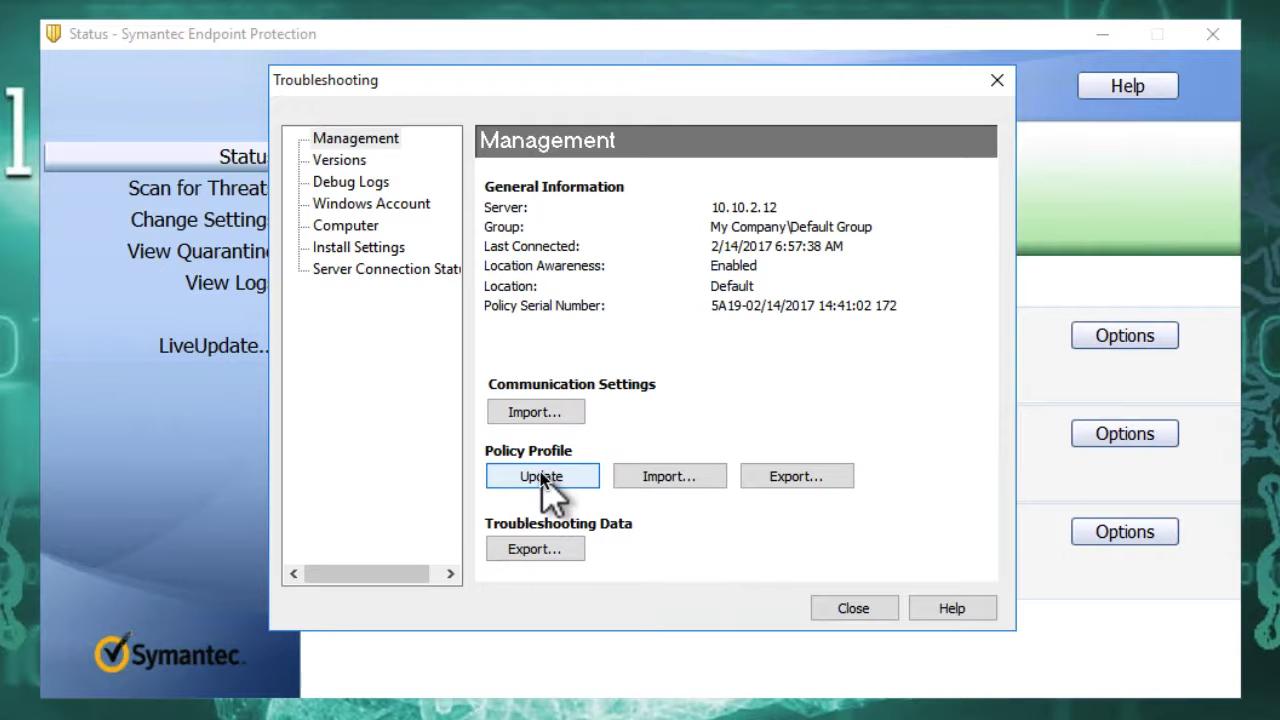 Status - Symantec Endpoint Protection
Troubleshooting
Help
Management
Versions
Debug Logs
Windows Account
Computer
Install Settings
Server Connection Statu
Management
General Information
Server: 10.10.2.12
Group: My Company\Default Group
Last Connected: 2/14/2017 6:57:38 AM
Location Awareness: Enabled
Location: Default
Policy Serial Number: 5A19-02/14/2017 14:41:02 172
Communication Settings
Import...
Policy Profile
Update Import... Export...
Troubleshooting Data
Export...
Close Help
Status
Scan for Threat
Change Setting
View Quarantine
View Log
LiveUpdate..
Options
Options
Options
Symantec.
1